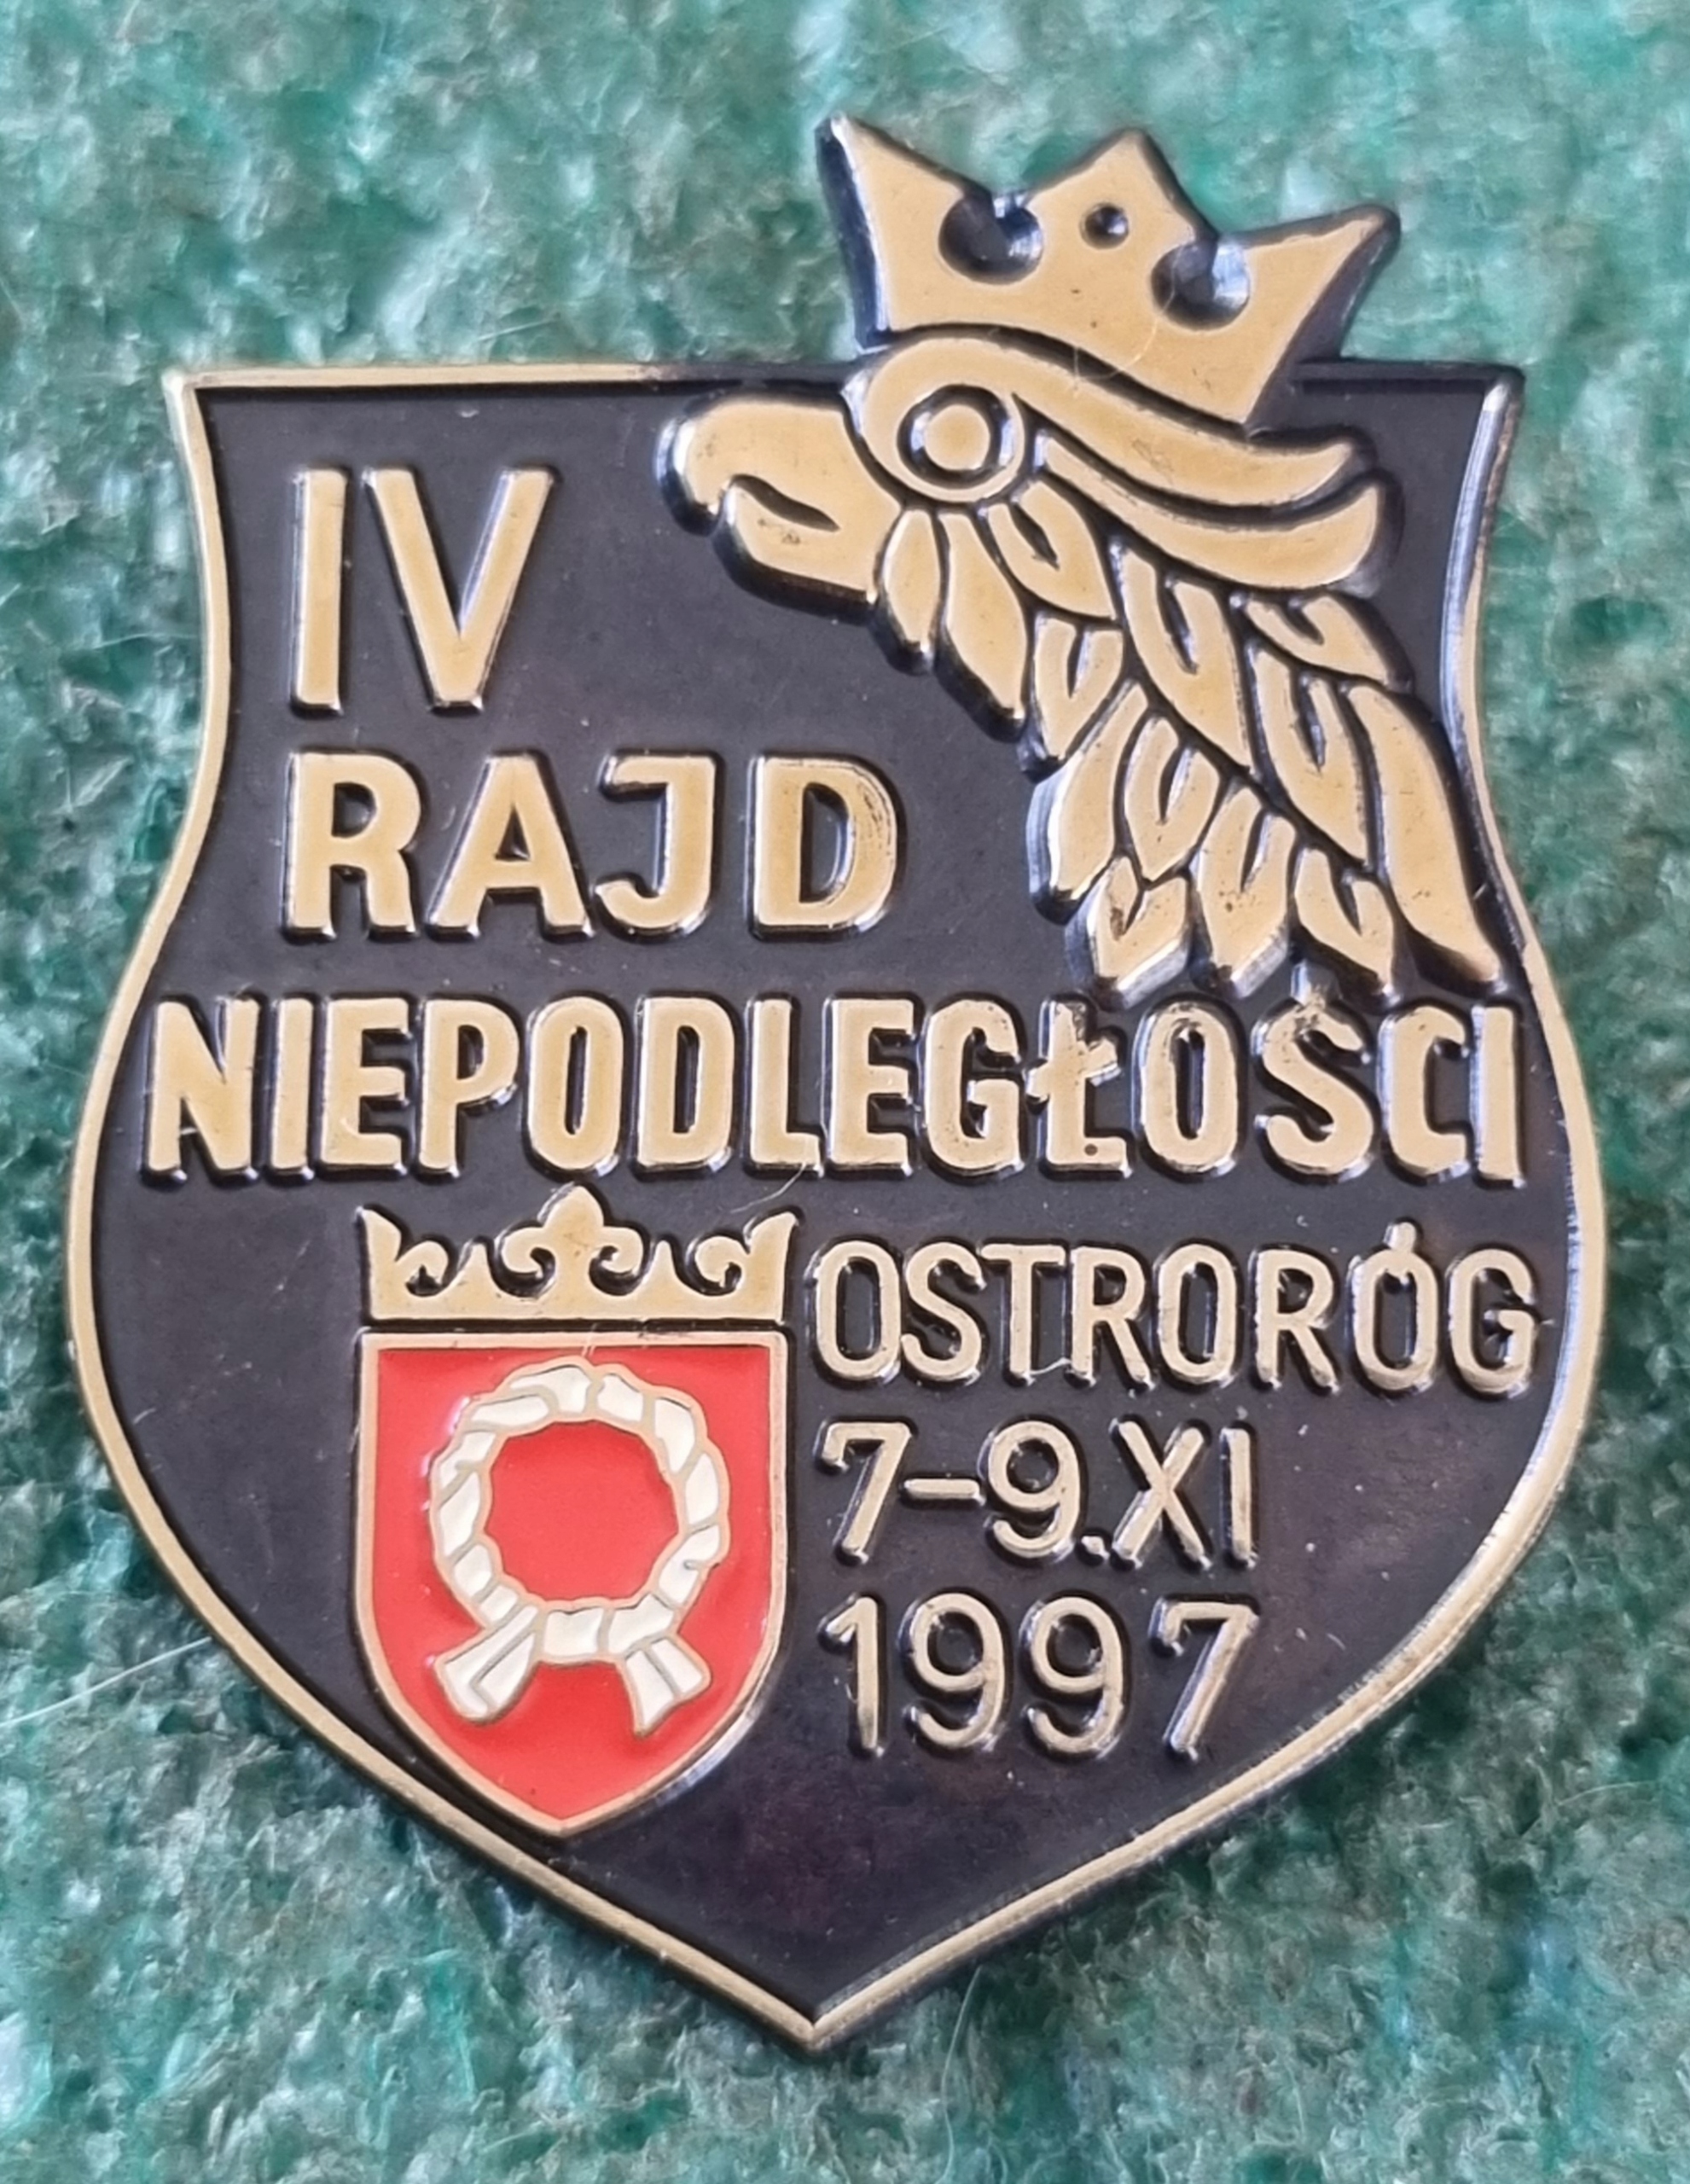 IV
RAJD
NIEPODLEGŁOŚCI
OSTRORÓG
7-9.XI
1997